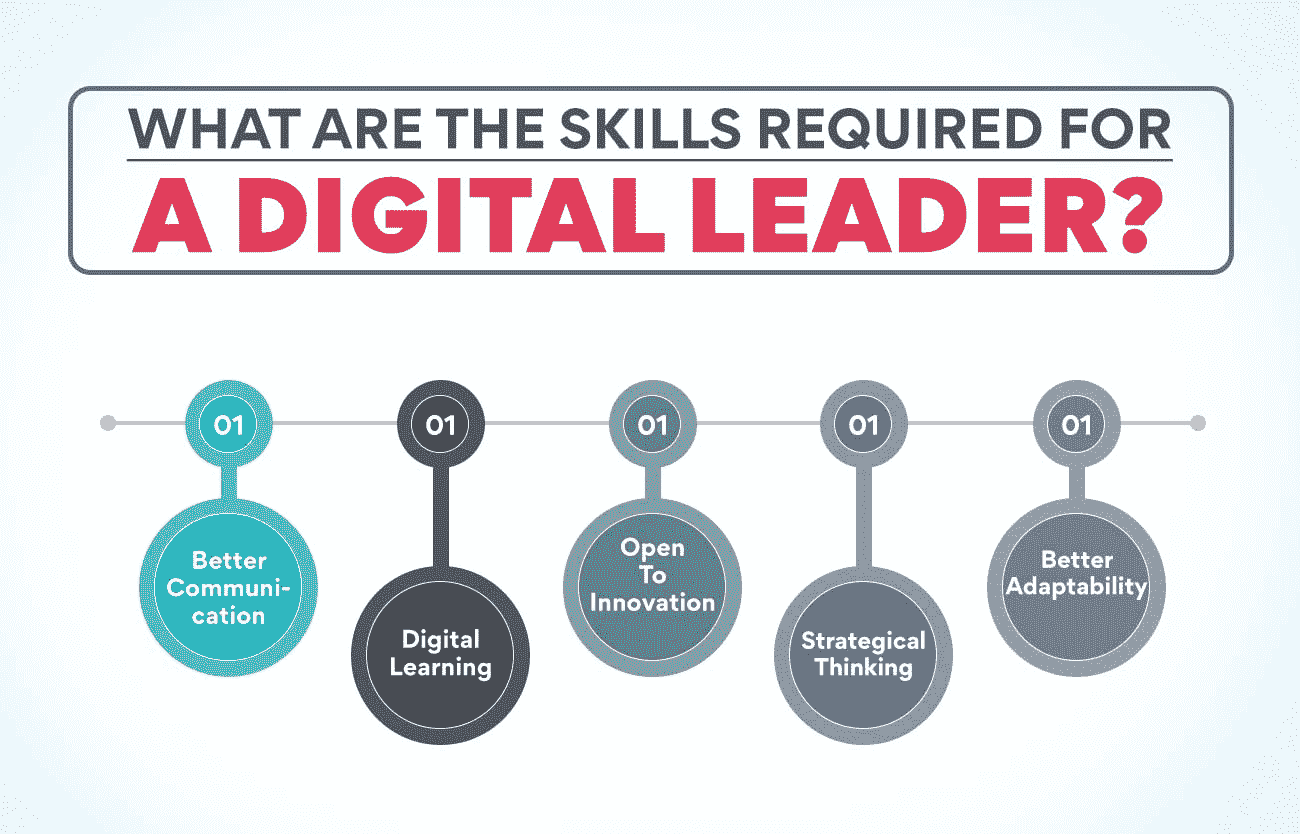 WHAT ARE THE SKILLS REQUIRED FOR
A DIGITAL LEADER?
01
Better
Communi-
cation
01
Digital
Learning
01
Open
To
Innovation
01
Strategical
Thinking
01
Better
Adaptability